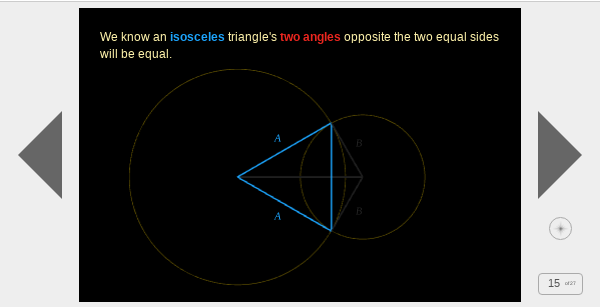 We know an isosceles triangle's two angles opposite the two equal sides
will be equal.
A
B
A
B
15 of 27